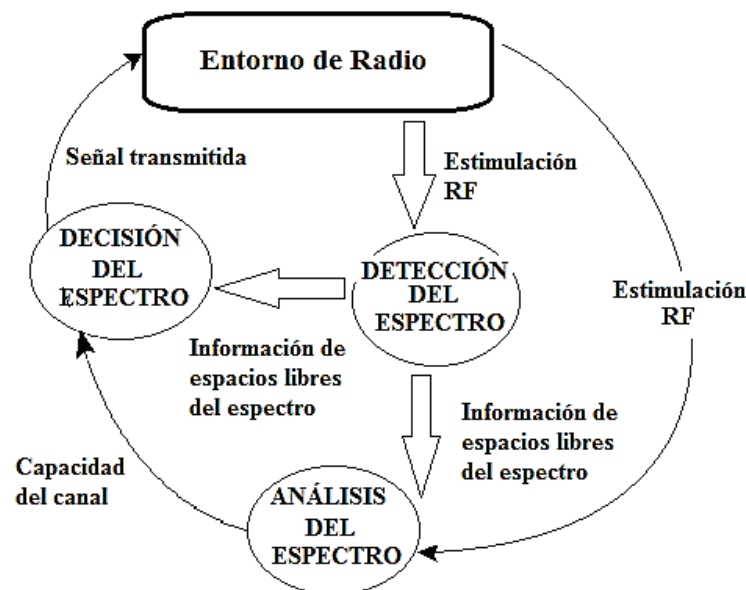 Entorno de Radio
Señal transmitida
Estimulación
RF
DECISIÓN
DEL
ESPECTRO
DETECCIÓN
DEL
ESPECTRO
Estimulación
RF
Información de
espacios libres
del espectro
Información de
espacios libres
del espectro
Capacidad
del canal
ANÁLISIS
DEL
ESPECTRO